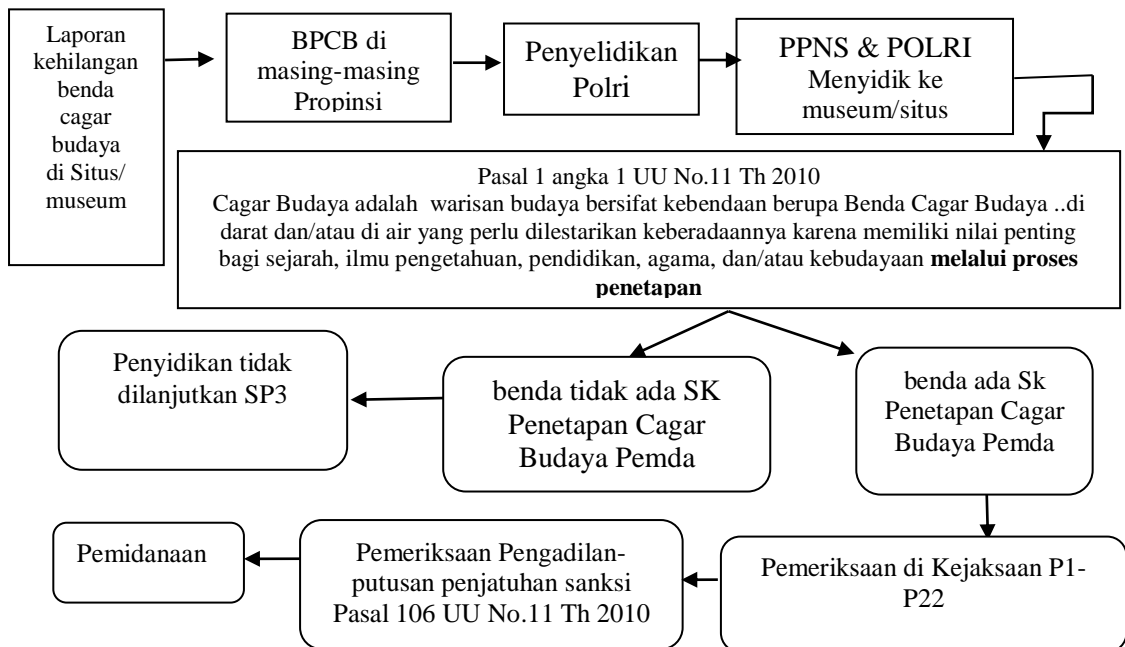 Laporan
kehilangan
benda
cagar
budaya
di Situs/
museum
BPCB di
masing-masing
Propinsi
Penyelidikan
Polri
PPNS & POLRI
Menyidik ke
museum/situs
Pasal 1 angka 1 UU No.11 Th 2010
Cagar Budaya adalah warisan budaya bersifat kebendaan berupa Benda Cagar Budaya ..di
darat dan/atau di air yang perlu dilestarikan keberadaannya karena memiliki nilai penting
bagi sejarah, ilmu pengetahuan, pendidikan, agama, dan/atau kebudayaan melalui proses
penetapan
Penyidikan tidak
dilanjutkan SP3
benda tidak ada SK
Penetapan Cagar
Budaya Pemda
benda ada Sk
Penetapan Cagar
Budaya Pemda
Pemidanaan
Pemeriksaan Pengadilan-
putusan penjatuhan sanksi
Pasal 106 UU No.11 Th 2010
Pemeriksaan di Kejaksaan P1-
P22